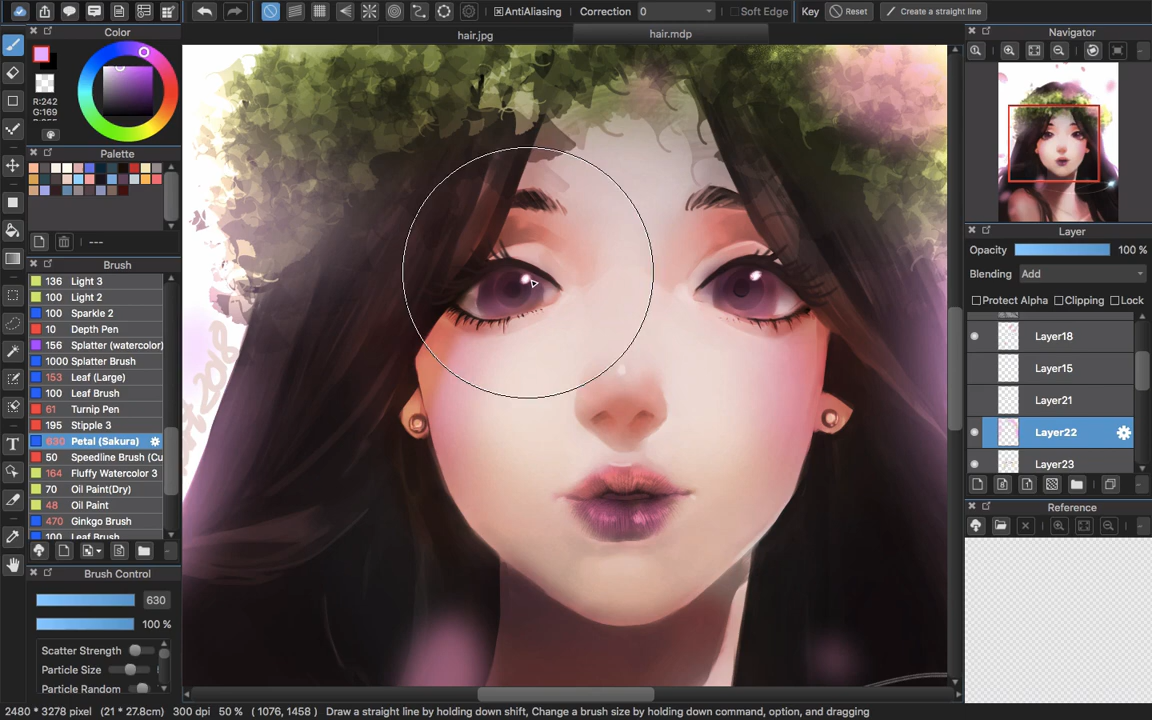 AntiAliasing
Correction
0
Soft Edge
Key
Reset
Create a straight line
Color
hair.jpg
hair.mdp
Navigator
R:242
G:169
Palette
---
Brush
136 Light 3
100 Light 2
100 Sparkle 2
10 Depth Pen
156 Splatter (watercolor)
1000 Splatter Brush
153 Leaf (Large)
100 Leaf Brush
61 Turnip Pen
195 Stipple 3
630 Petal (Sakura)
50 Speedline Brush (Cu
164 Fluffy Watercolor 3
70 Oil Paint(Dry)
48 Oil Paint
470 Ginkgo Brush
100 Leaf Brush
Brush Control
630
100 %
Scatter Strength
Particle Size
Particle Random
Layer
Opacity
100 %
Blending
Add
Protect Alpha
Clipping
Lock
Layer18
Layer15
Layer21
Layer22
Layer23
Reference
2480 * 3278 pixel (21 * 27.8cm) 300 dpi 50 % ( 1076, 1458 ) Draw a straight line by holding down shift, Change a brush size by holding down command, option, and dragging